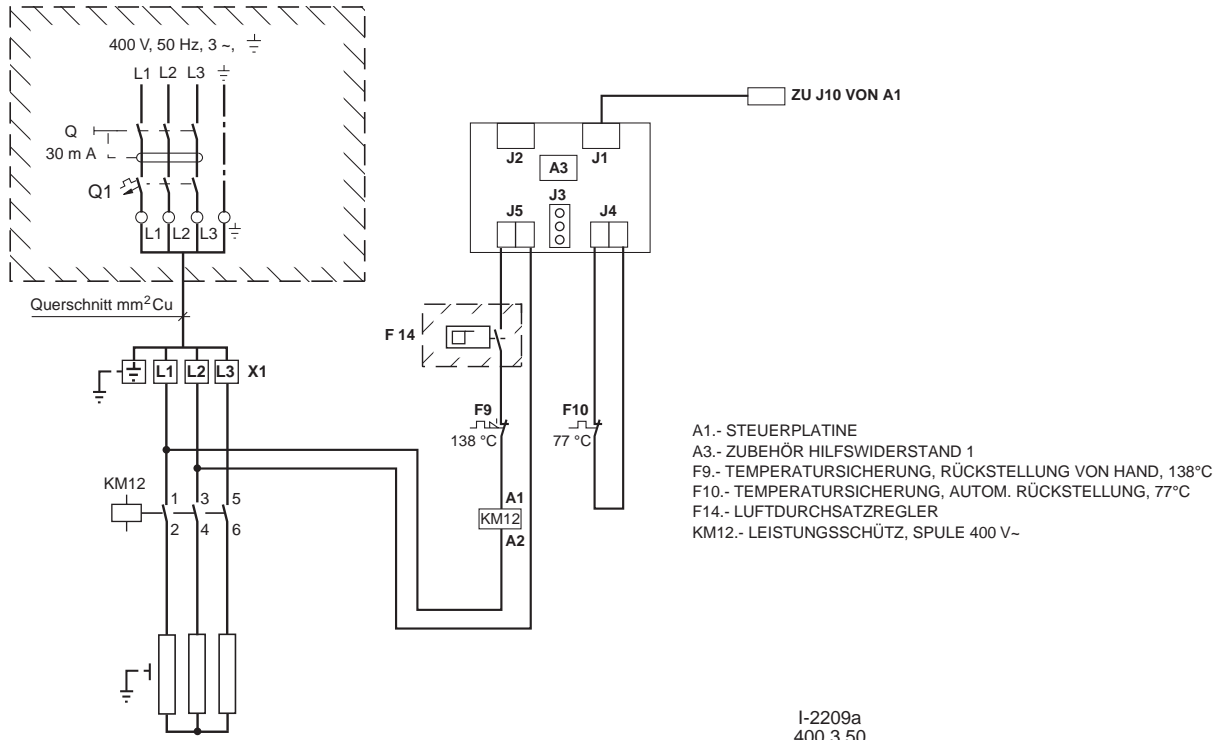 400 V, 50 Hz, 3 ~,
L1 L2 L3
Q
30 m A
Q1
L1 L2 L3
Querschnitt mm² Cu
L1 L2 L3 X1
KM12
1 3 5
2 4 6
ZU J10 VON A1
J2 J1
A3
J3
J5 J4
F 14
F9
138 °C
F10
77 °C
A1
KM12
A2
A1.- STEUERPLATINE
A3.- ZUBEHÖR HILFSWIDERSTAND 1
F9.- TEMPERATURSICHERUNG, RÜCKSTELLUNG VON HAND, 138°C
F10.- TEMPERATURSICHERUNG, AUTOM. RÜCKSTELLUNG, 77°C
F14.- LUFTDURCHSATZREGLER
KM12.- LEISTUNGSSCHÜTZ, SPULE 400 V~
I-2209a
400.3.50